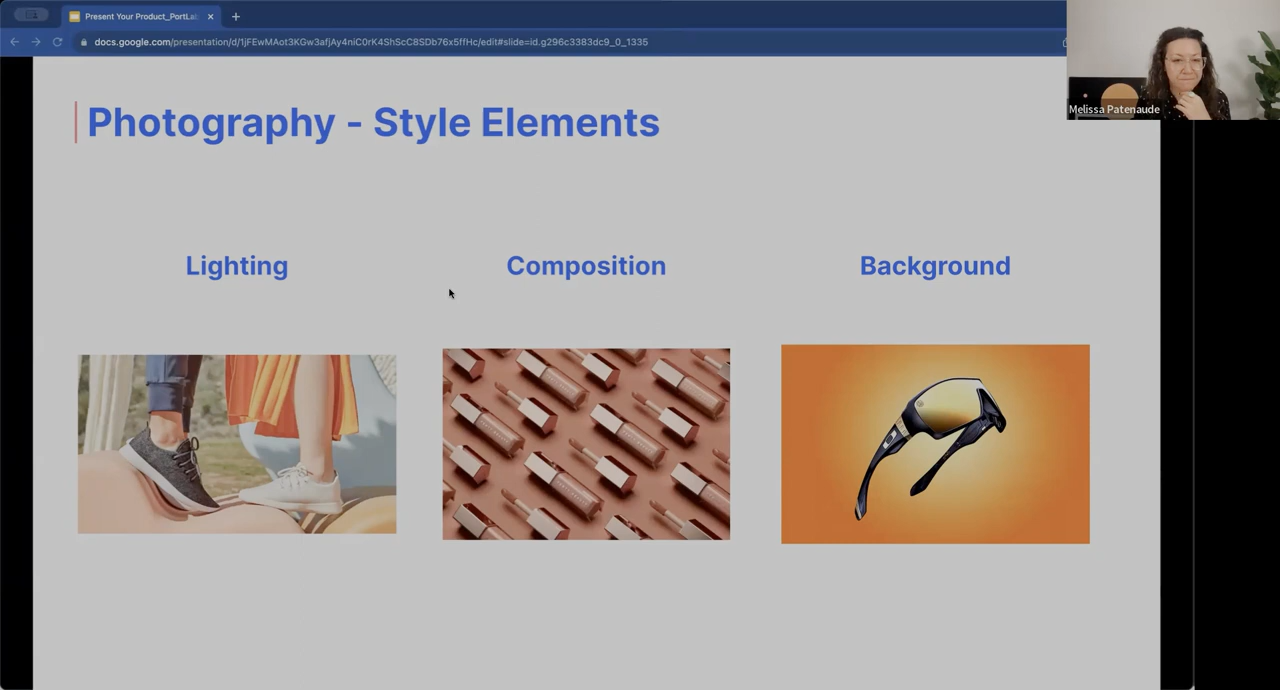 Present Your Product_PortLa
docs.google.com/presentation/d/1jFEwMAot3KGw3afjAy4niC0rK4ShScC8SDb76x5ffHc/edit#slide=id.g296c3383dc9_0_1335
Melissa Patenaude
Photography - Style Elements
Lighting
Composition
Background